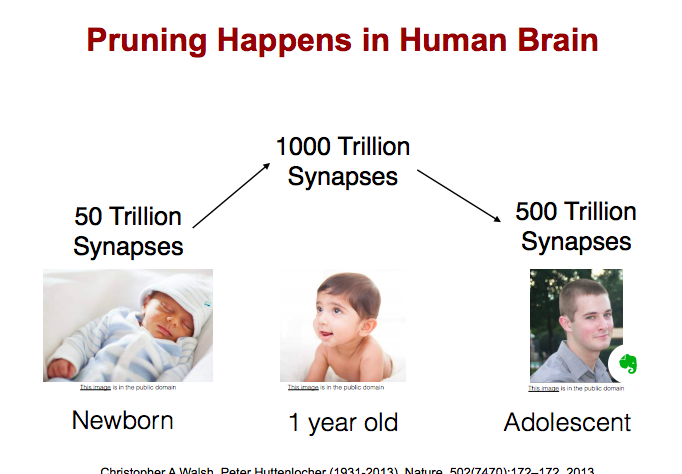 Pruning Happens in Human Brain
1000 Trillion
Synapses
50 Trillion
Synapses
500 Trillion
Synapses
This image is in the public domain
This image is in the public domain
This image is in the public domain
Newborn
1 year old
Adolescent
Christopher A Walsh. Peter Huttenlocher (1931-2013). Nature, 502(7470):172–172, 2013.